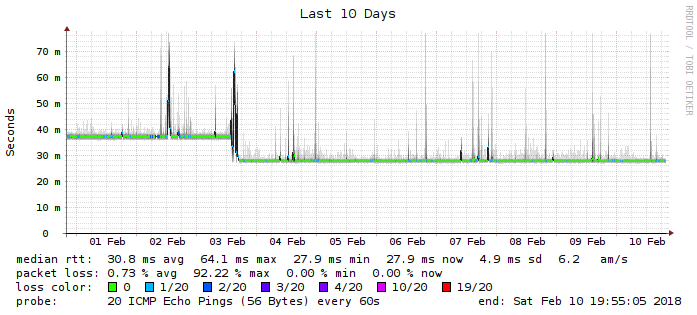 Last 10 Days
RRDTOOL / TOBI OETIKER
Seconds
70 m
60 m
50 m
40 m
30 m
20 m
10 m
0
01 Feb 02 Feb 03 Feb 04 Feb 05 Feb 06 Feb 07 Feb 08 Feb 09 Feb 10 Feb
median rtt: 30.8 ms avg 64.1 ms max 27.9 ms min 27.9 ms now 4.9 ms sd 6.2 am/s
packet loss: 0.73 % avg 92.22 % max 0.00 % min 0.00 % now
loss color: 0 1/20 2/20 3/20 4/20 10/20 19/20
probe: 20 ICMP Echo Pings (56 Bytes) every 60s end: Sat Feb 10 19:55:05 2018